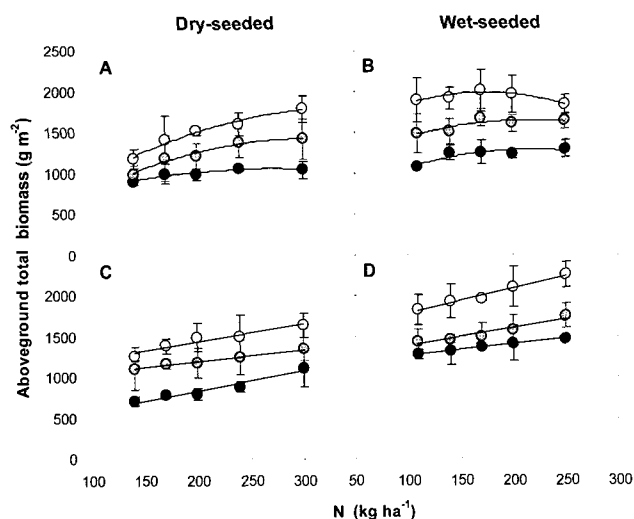 Dry-seeded Wet-seeded
Aboveground total biomass (g m⁻²)
2500
2000
1500
1000
500
0
A
B
2000
1500
1000
500
0
C
D
100 150 200 250 300 50 100 150 200 250 300
N (kg ha⁻¹)